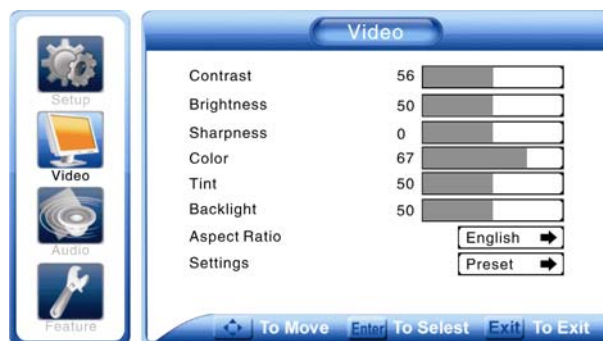 Video
Setup
Video
Audio
Feature
Contrast 56
Brightness 50
Sharpness 0
Color 67
Tint 50
Backlight 50
Aspect Ratio English
Settings Preset
To Move Enter To Selest Exit To Exit